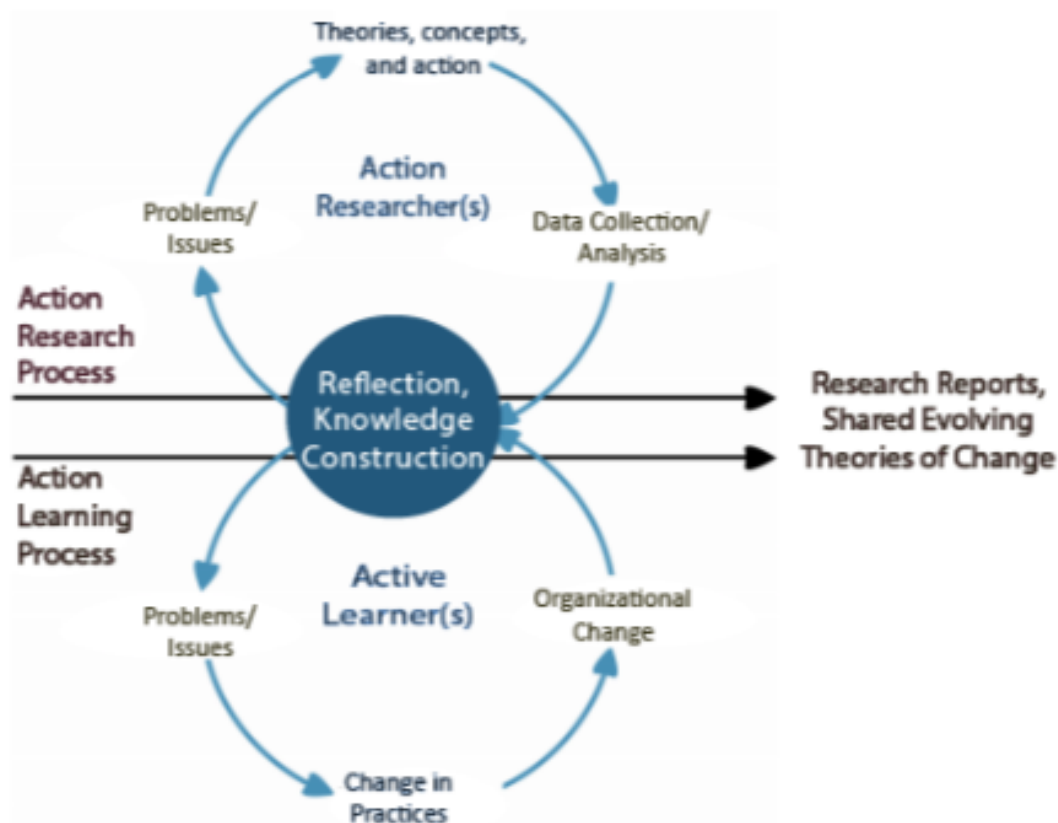 Theories, concepts,
and action
Action
Researcher(s)
Problems/
Issues
Data Collection/
Analysis
Action
Research
Process
Reflection,
Knowledge
Construction
Research Reports,
Shared Evolving
Theories of Change
Action
Learning
Process
Active
Learner(s)
Problems/
Issues
Organizational
Change
Change in
Practices